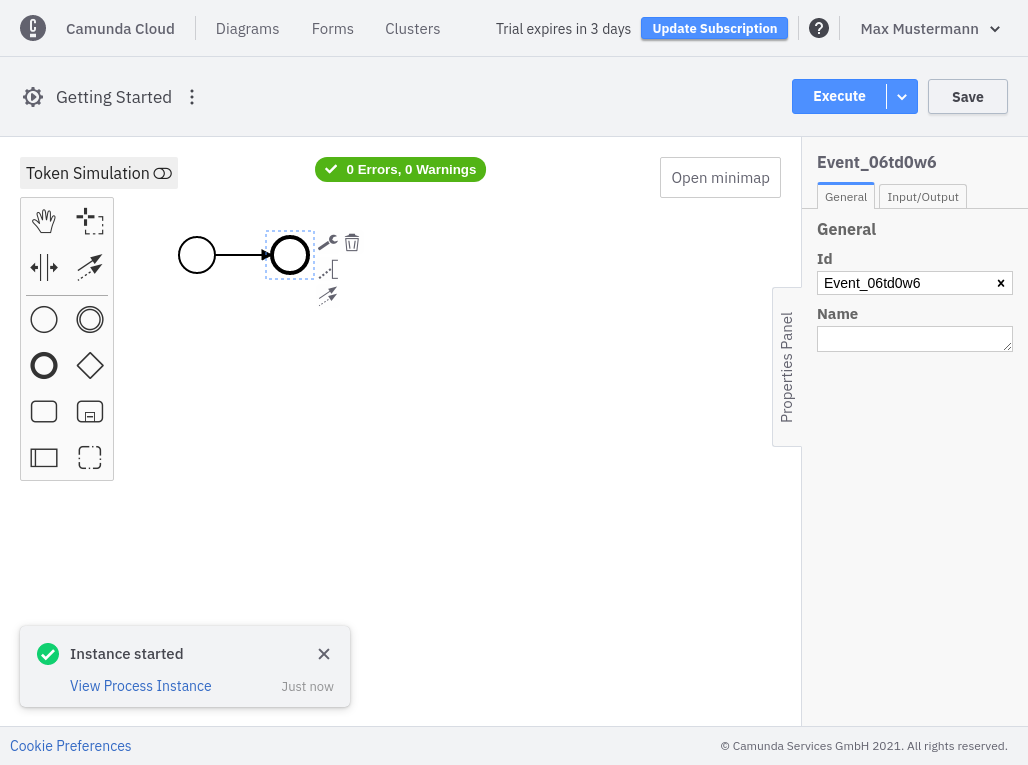 Camunda Cloud
Diagrams
Forms
Clusters
Trial expires in 3 days
Update Subscription
?
Max Mustermann
Getting Started
Execute
Save
Token Simulation
0 Errors, 0 Warnings
Open minimap
Properties Panel
Event_06td0w6
General
Input/Output
General
Id
Event_06td0w6
Name
Instance started
View Process Instance
Just now
Cookie Preferences
© Camunda Services GmbH 2021. All rights reserved.